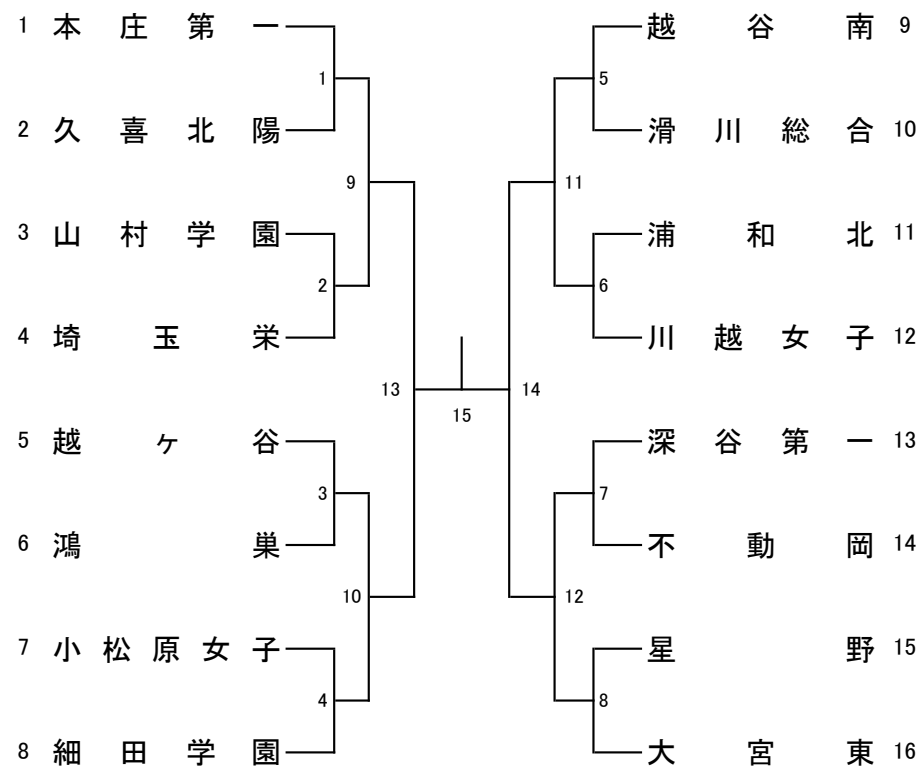 1 本庄第一
越谷南 9
1
5
2 久喜北陽
滑川総合 10
9
11
3 山村学園
浦和北 11
2
6
4 埼玉栄
川越女子 12
13
14
15
5 越ヶ谷
深谷第一 13
3
7
6 鴻巣
不動岡 14
10
12
7 小松原女子
星野 15
4
8
8 細田学園
大宮東 16